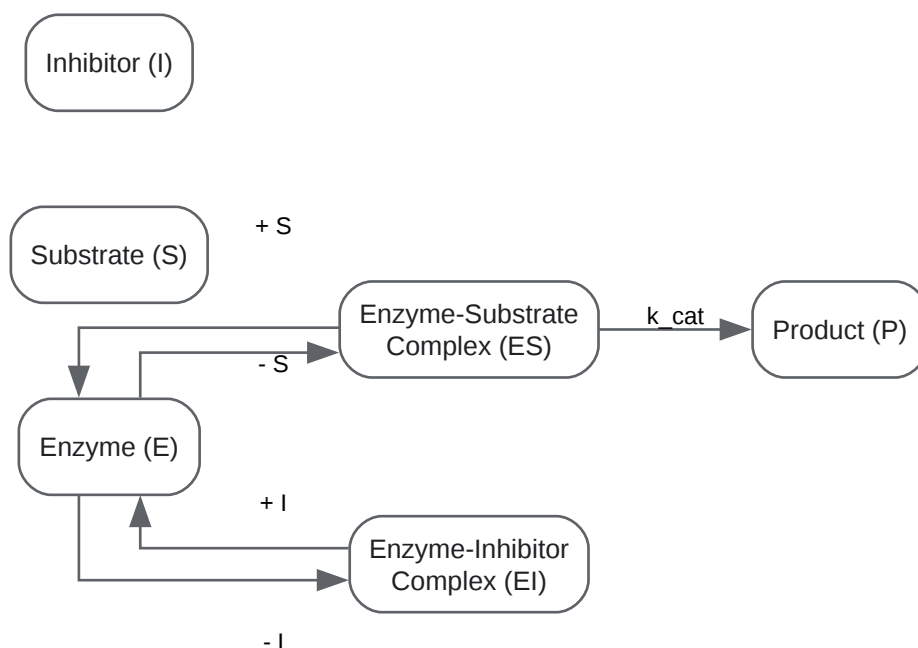 Inhibitor (I)
Substrate (S)
+ S
Enzyme-Substrate
Complex (ES)
k_cat
Product (P)
- S
Enzyme (E)
+ I
Enzyme-Inhibitor
Complex (EI)
- I